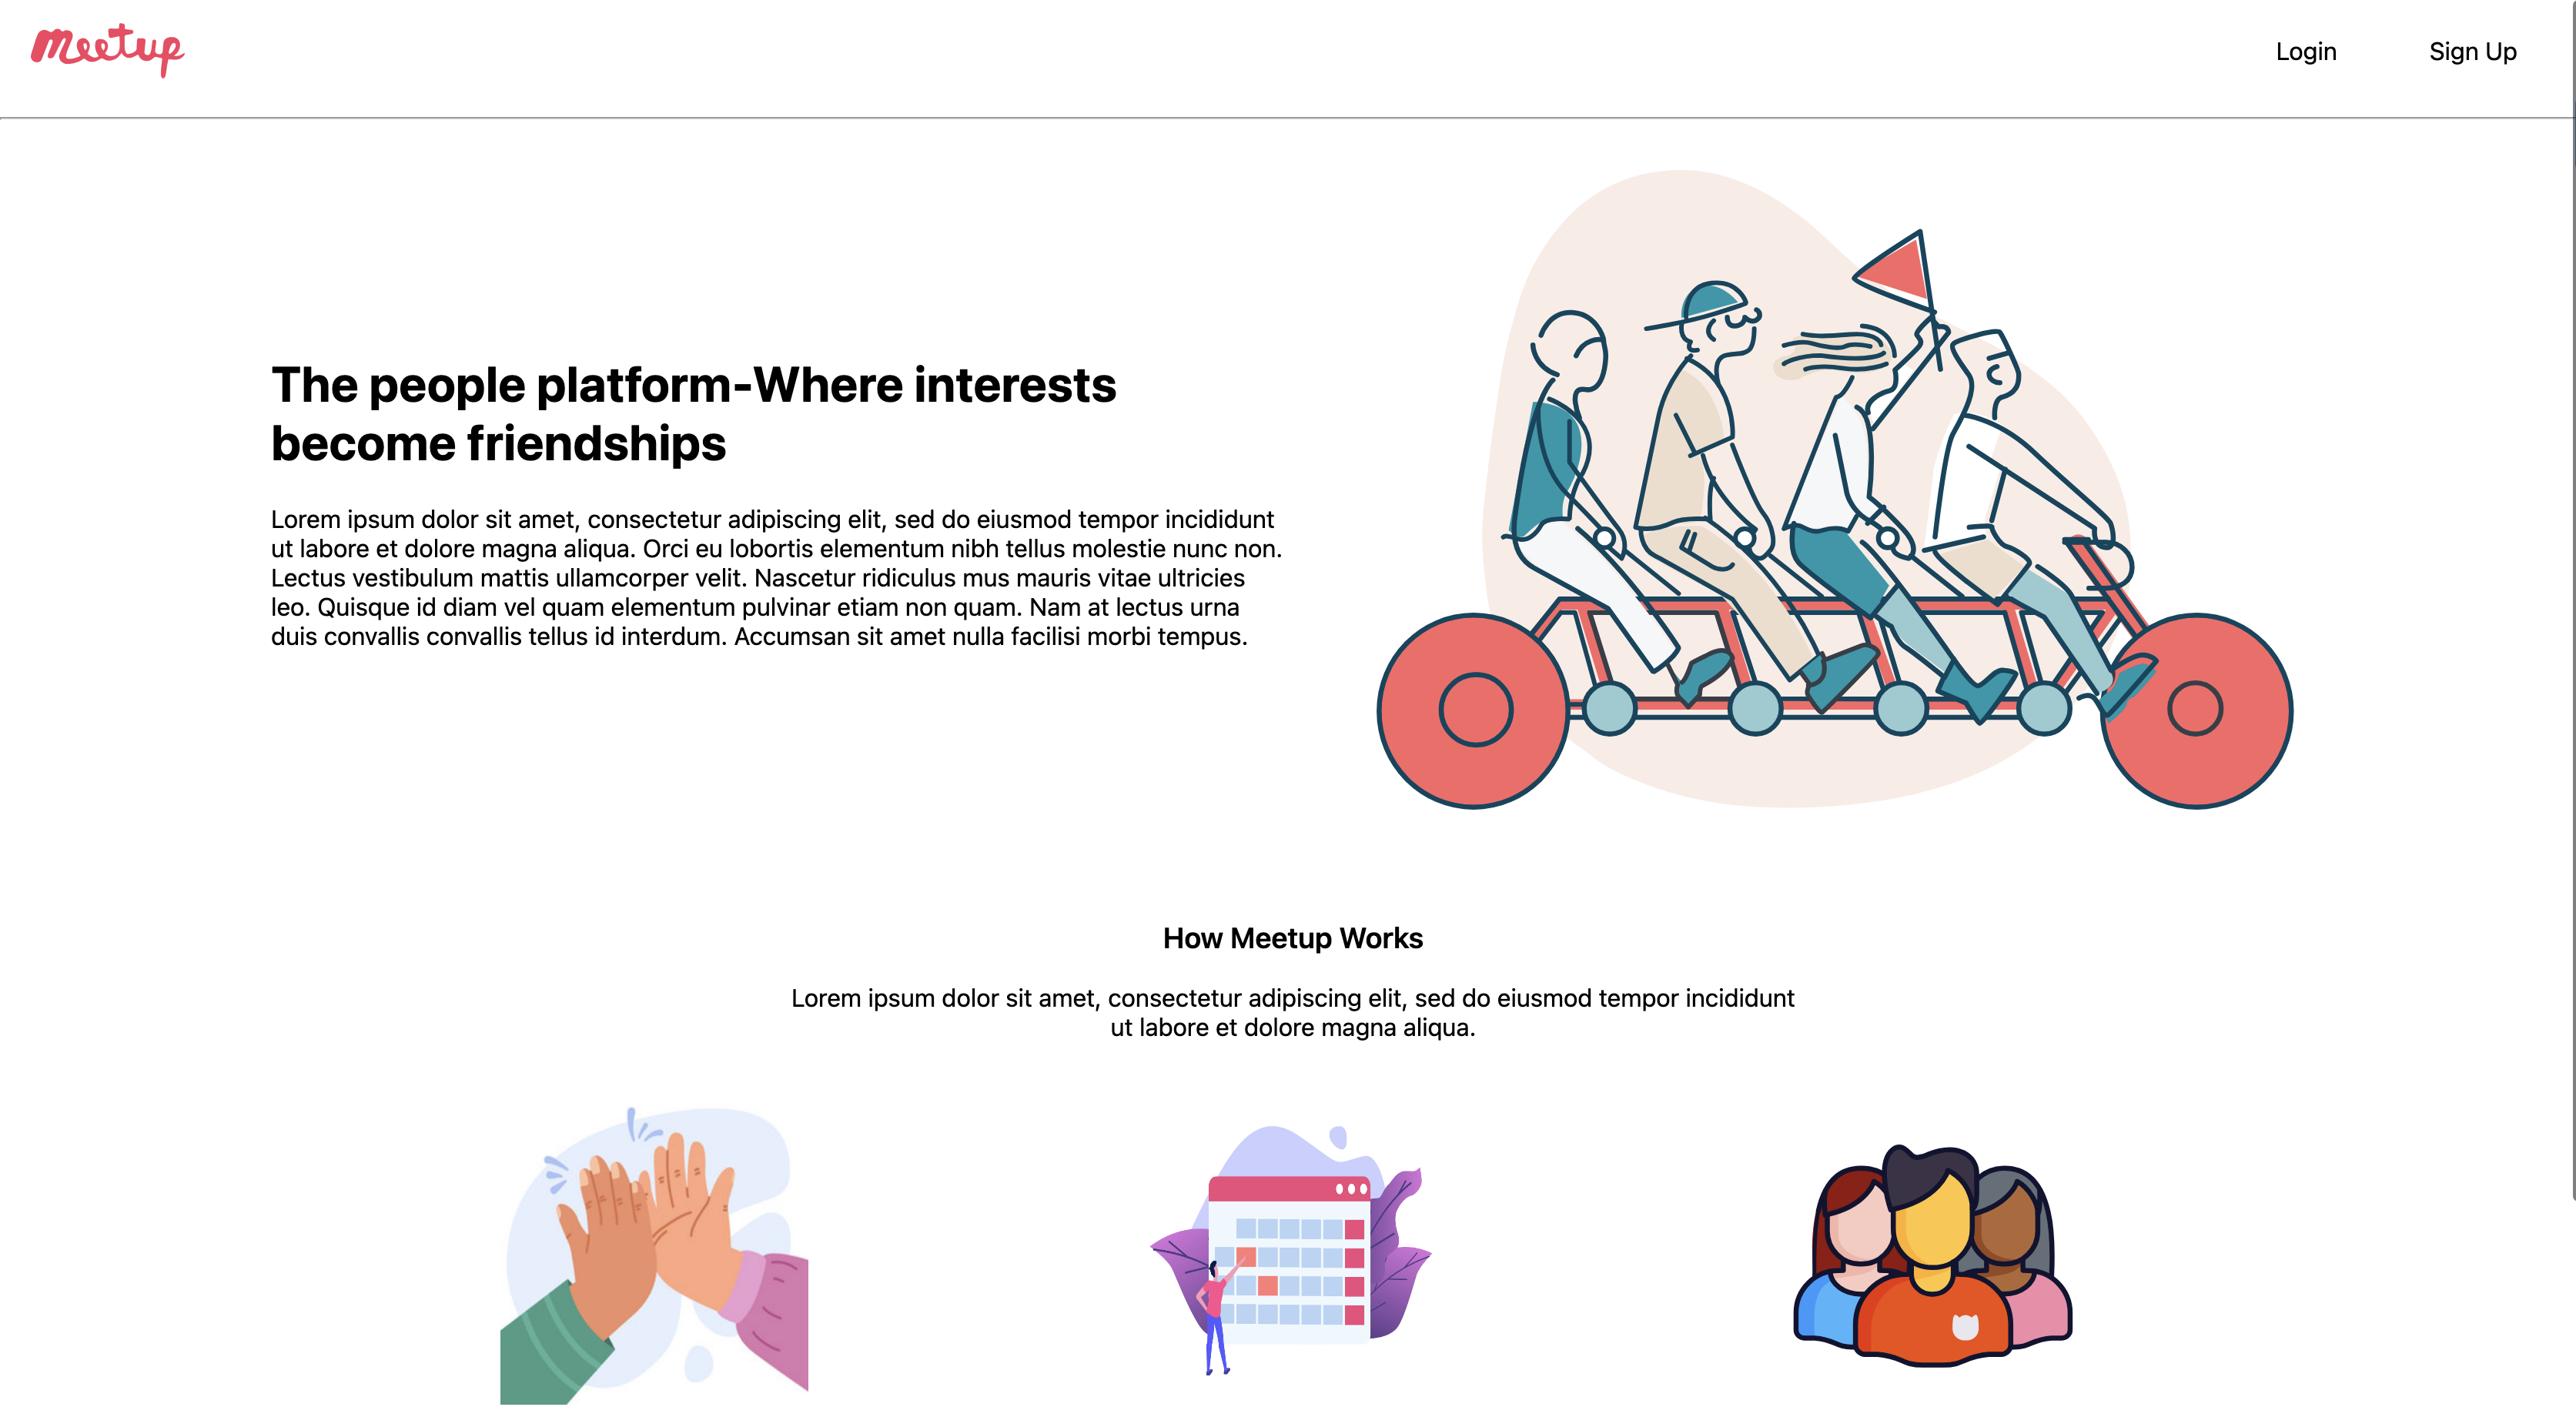 meetup
Login
Sign Up
The people platform-Where interests
become friendships
Lorem ipsum dolor sit amet, consectetur adipiscing elit, sed do eiusmod tempor incididunt
ut labore et dolore magna aliqua. Orci eu lobortis elementum nibh tellus molestie nunc non.
Lectus vestibulum mattis ullamcorper velit. Nascetur ridiculus mus mauris vitae ultricies
leo. Quisque id diam vel quam elementum pulvinar etiam non quam. Nam at lectus urna
duis convallis convallis tellus id interdum. Accumsan sit amet nulla facilisi morbi tempus.
How Meetup Works
Lorem ipsum dolor sit amet, consectetur adipiscing elit, sed do eiusmod tempor incididunt
ut labore et dolore magna aliqua.